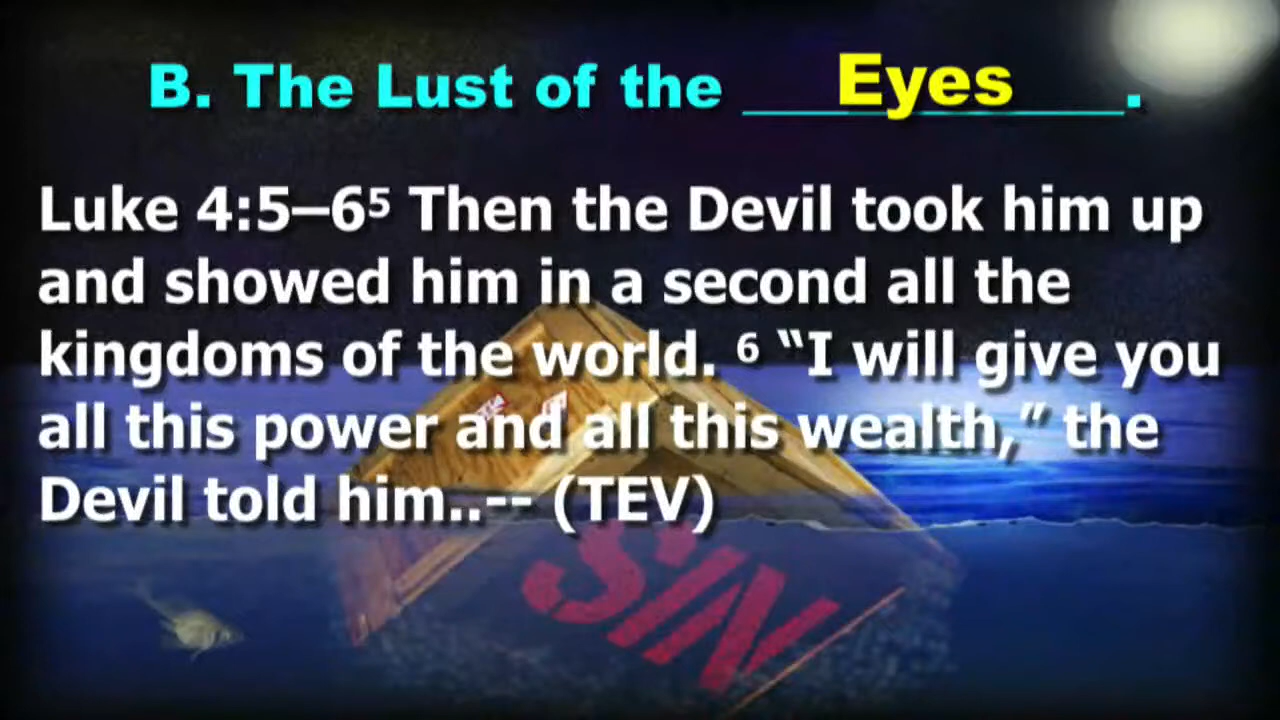 B. The Lust of the ____Eyes____.
Luke 4:5–6⁵ Then the Devil took him up
and showed him in a second all the
kingdoms of the world. ⁶ “I will give you
all this power and all this wealth,” the
Devil told him..-- (TEV)
SIN